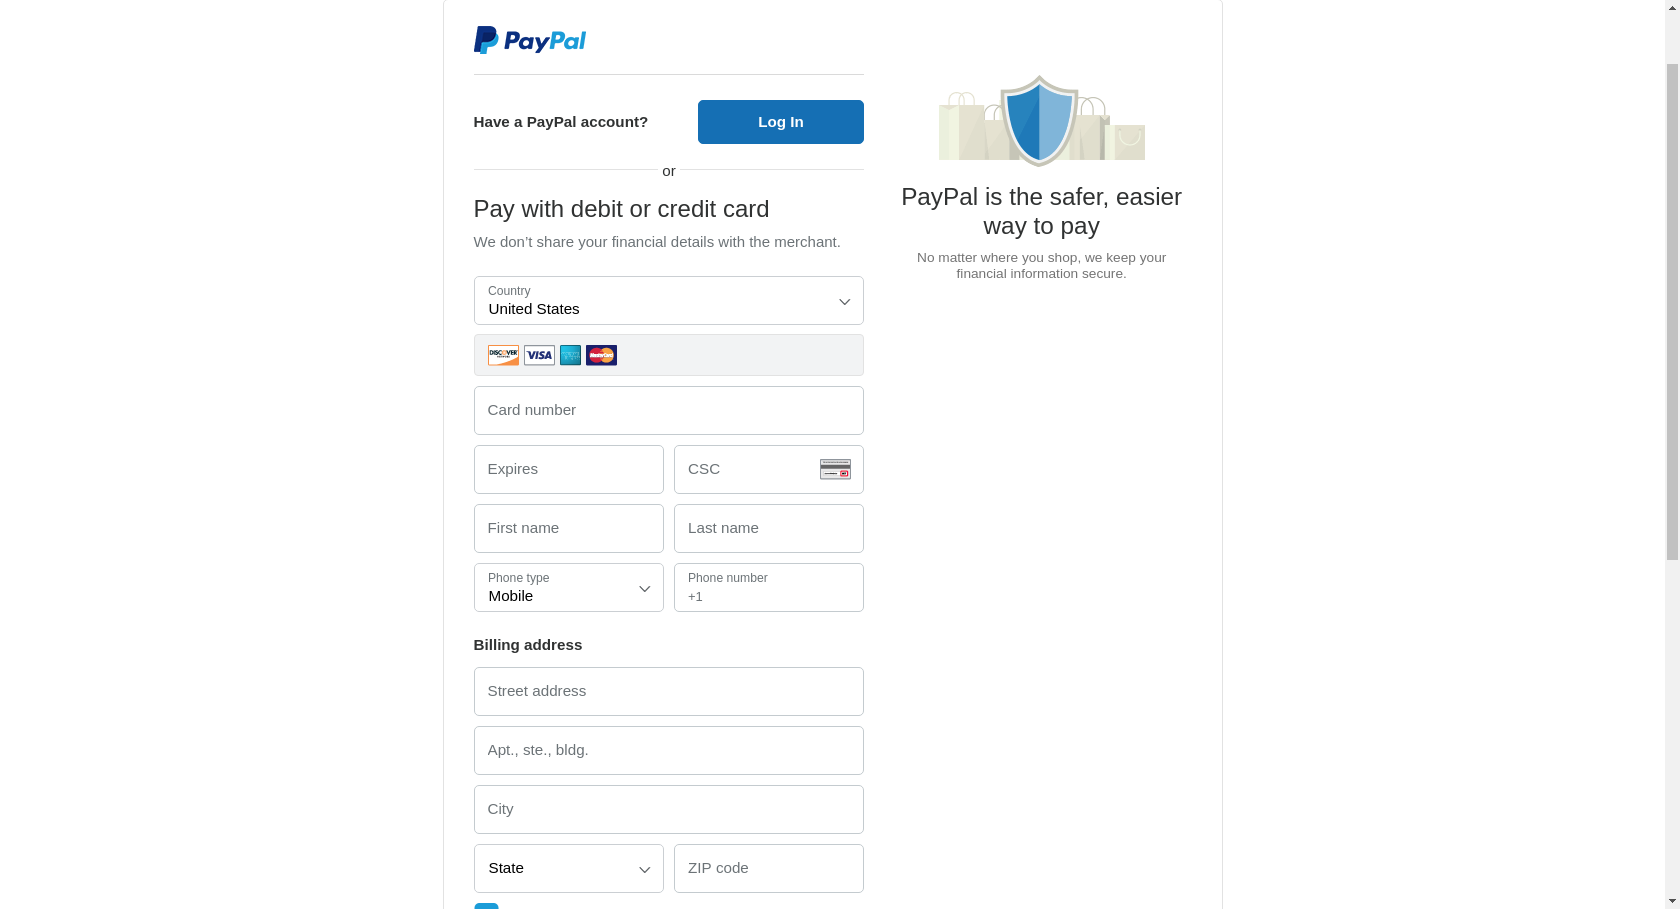 PayPal
Have a PayPal account?
Log In
or
Pay with debit or credit card
We don't share your financial details with the merchant.
Country
United States
DISCOVER VISA MasterCard
Card number
Expires
CSC
First name
Last name
Phone type
Mobile
Phone number
+1
Billing address
Street address
Apt., ste., bldg.
City
State
ZIP code
PayPal is the safer, easier
way to pay
No matter where you shop, we keep your
financial information secure.